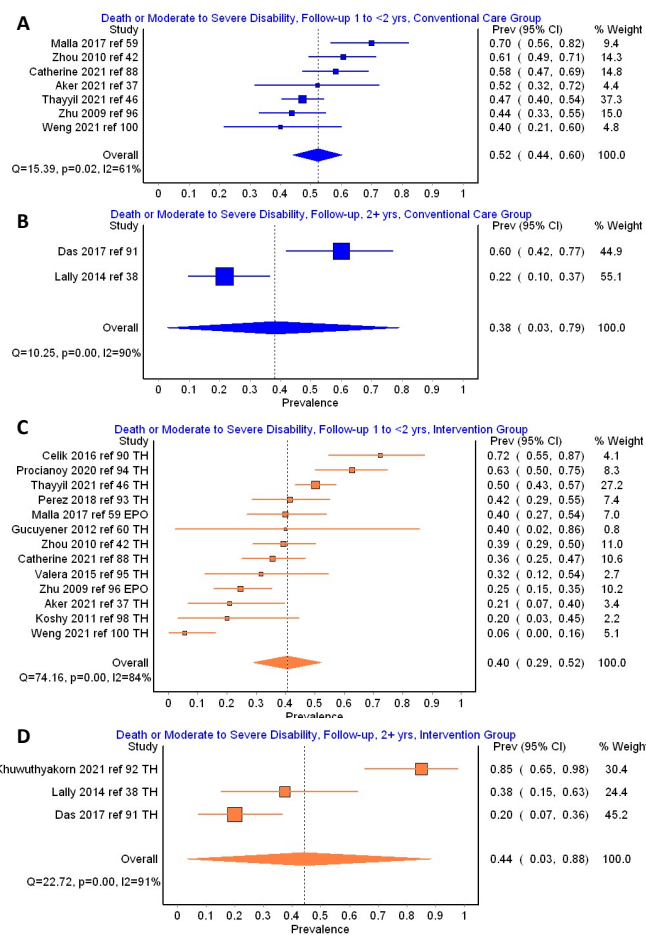 A
Death or Moderate to Severe Disability, Follow-up 1 to <2 yrs, Conventional Care Group
Study Prev (95% CI) % Weight
Malla 2017 ref 59 0.70 ( 0.56, 0.82) 9.4
Zhou 2010 ref 42 0.61 ( 0.49, 0.71) 14.3
Catherine 2021 ref 88 0.58 ( 0.47, 0.69) 14.8
Aker 2021 ref 37 0.52 ( 0.32, 0.72) 4.4
Thayyil 2021 ref 46 0.47 ( 0.40, 0.54) 37.3
Zhu 2009 ref 96 0.44 ( 0.33, 0.55) 15.0
Weng 2021 ref 100 0.40 ( 0.21, 0.60) 4.8
Overall 0.52 ( 0.44, 0.60) 100.0
Q=15.39, p=0.02, I2=61%
0 0.1 0.2 0.3 0.4 0.5 0.6 0.7 0.8 0.9 1
B
Death or Moderate to Severe Disability, Follow-up, 2+ yrs, Conventional Care Group
Study Prev (95% CI) % Weight
Das 2017 ref 91 0.60 ( 0.42, 0.77) 44.9
Lally 2014 ref 38 0.22 ( 0.10, 0.37) 55.1
Overall 0.38 ( 0.03, 0.79) 100.0
Q=10.25, p=0.00, I2=90%
0 0.1 0.2 0.3 0.4 0.5 0.6 0.7 0.8 0.9 1
Prevalence
C
Death or Moderate to Severe Disability, Follow-up 1 to <2 yrs, Intervention Group
Study Prev (95% CI) % Weight
Celik 2016 ref 90 TH 0.72 ( 0.55, 0.87) 4.1
Procianoy 2020 ref 94 TH 0.63 ( 0.50, 0.75) 8.3
Thayyil 2021 ref 46 TH 0.50 ( 0.43, 0.57) 27.2
Perez 2018 ref 93 TH 0.42 ( 0.29, 0.55) 7.4
Malla 2017 ref 59 EPO 0.40 ( 0.27, 0.54) 7.0
Gucuyener 2012 ref 60 TH 0.40 ( 0.02, 0.86) 0.8
Zhou 2010 ref 42 TH 0.39 ( 0.29, 0.50) 11.0
Catherine 2021 ref 88 TH 0.36 ( 0.25, 0.47) 10.6
Valera 2015 ref 95 TH 0.32 ( 0.12, 0.54) 2.7
Zhu 2009 ref 96 EPO 0.25 ( 0.15, 0.35) 10.2
Aker 2021 ref 37 TH 0.21 ( 0.07, 0.40) 3.4
Koshy 2011 ref 98 TH 0.20 ( 0.03, 0.45) 2.2
Weng 2021 ref 100 TH 0.06 ( 0.00, 0.16) 5.1
Overall 0.40 ( 0.29, 0.52) 100.0
Q=74.16, p=0.00, I2=84%
0 0.1 0.2 0.3 0.4 0.5 0.6 0.7 0.8 0.9 1
Prevalence
D
Death or Moderate to Severe Disability, Follow-up, 2+ yrs, Intervention Group
Study Prev (95% CI) % Weight
Khuwuthyakorn 2021 ref 92 TH 0.85 ( 0.65, 0.98) 30.4
Lally 2014 ref 38 TH 0.38 ( 0.15, 0.63) 24.4
Das 2017 ref 91 TH 0.20 ( 0.07, 0.36) 45.2
Overall 0.44 ( 0.03, 0.88) 100.0
Q=22.72, p=0.00, I2=91%
0 0.1 0.2 0.3 0.4 0.5 0.6 0.7 0.8 0.9 1
Prevalence